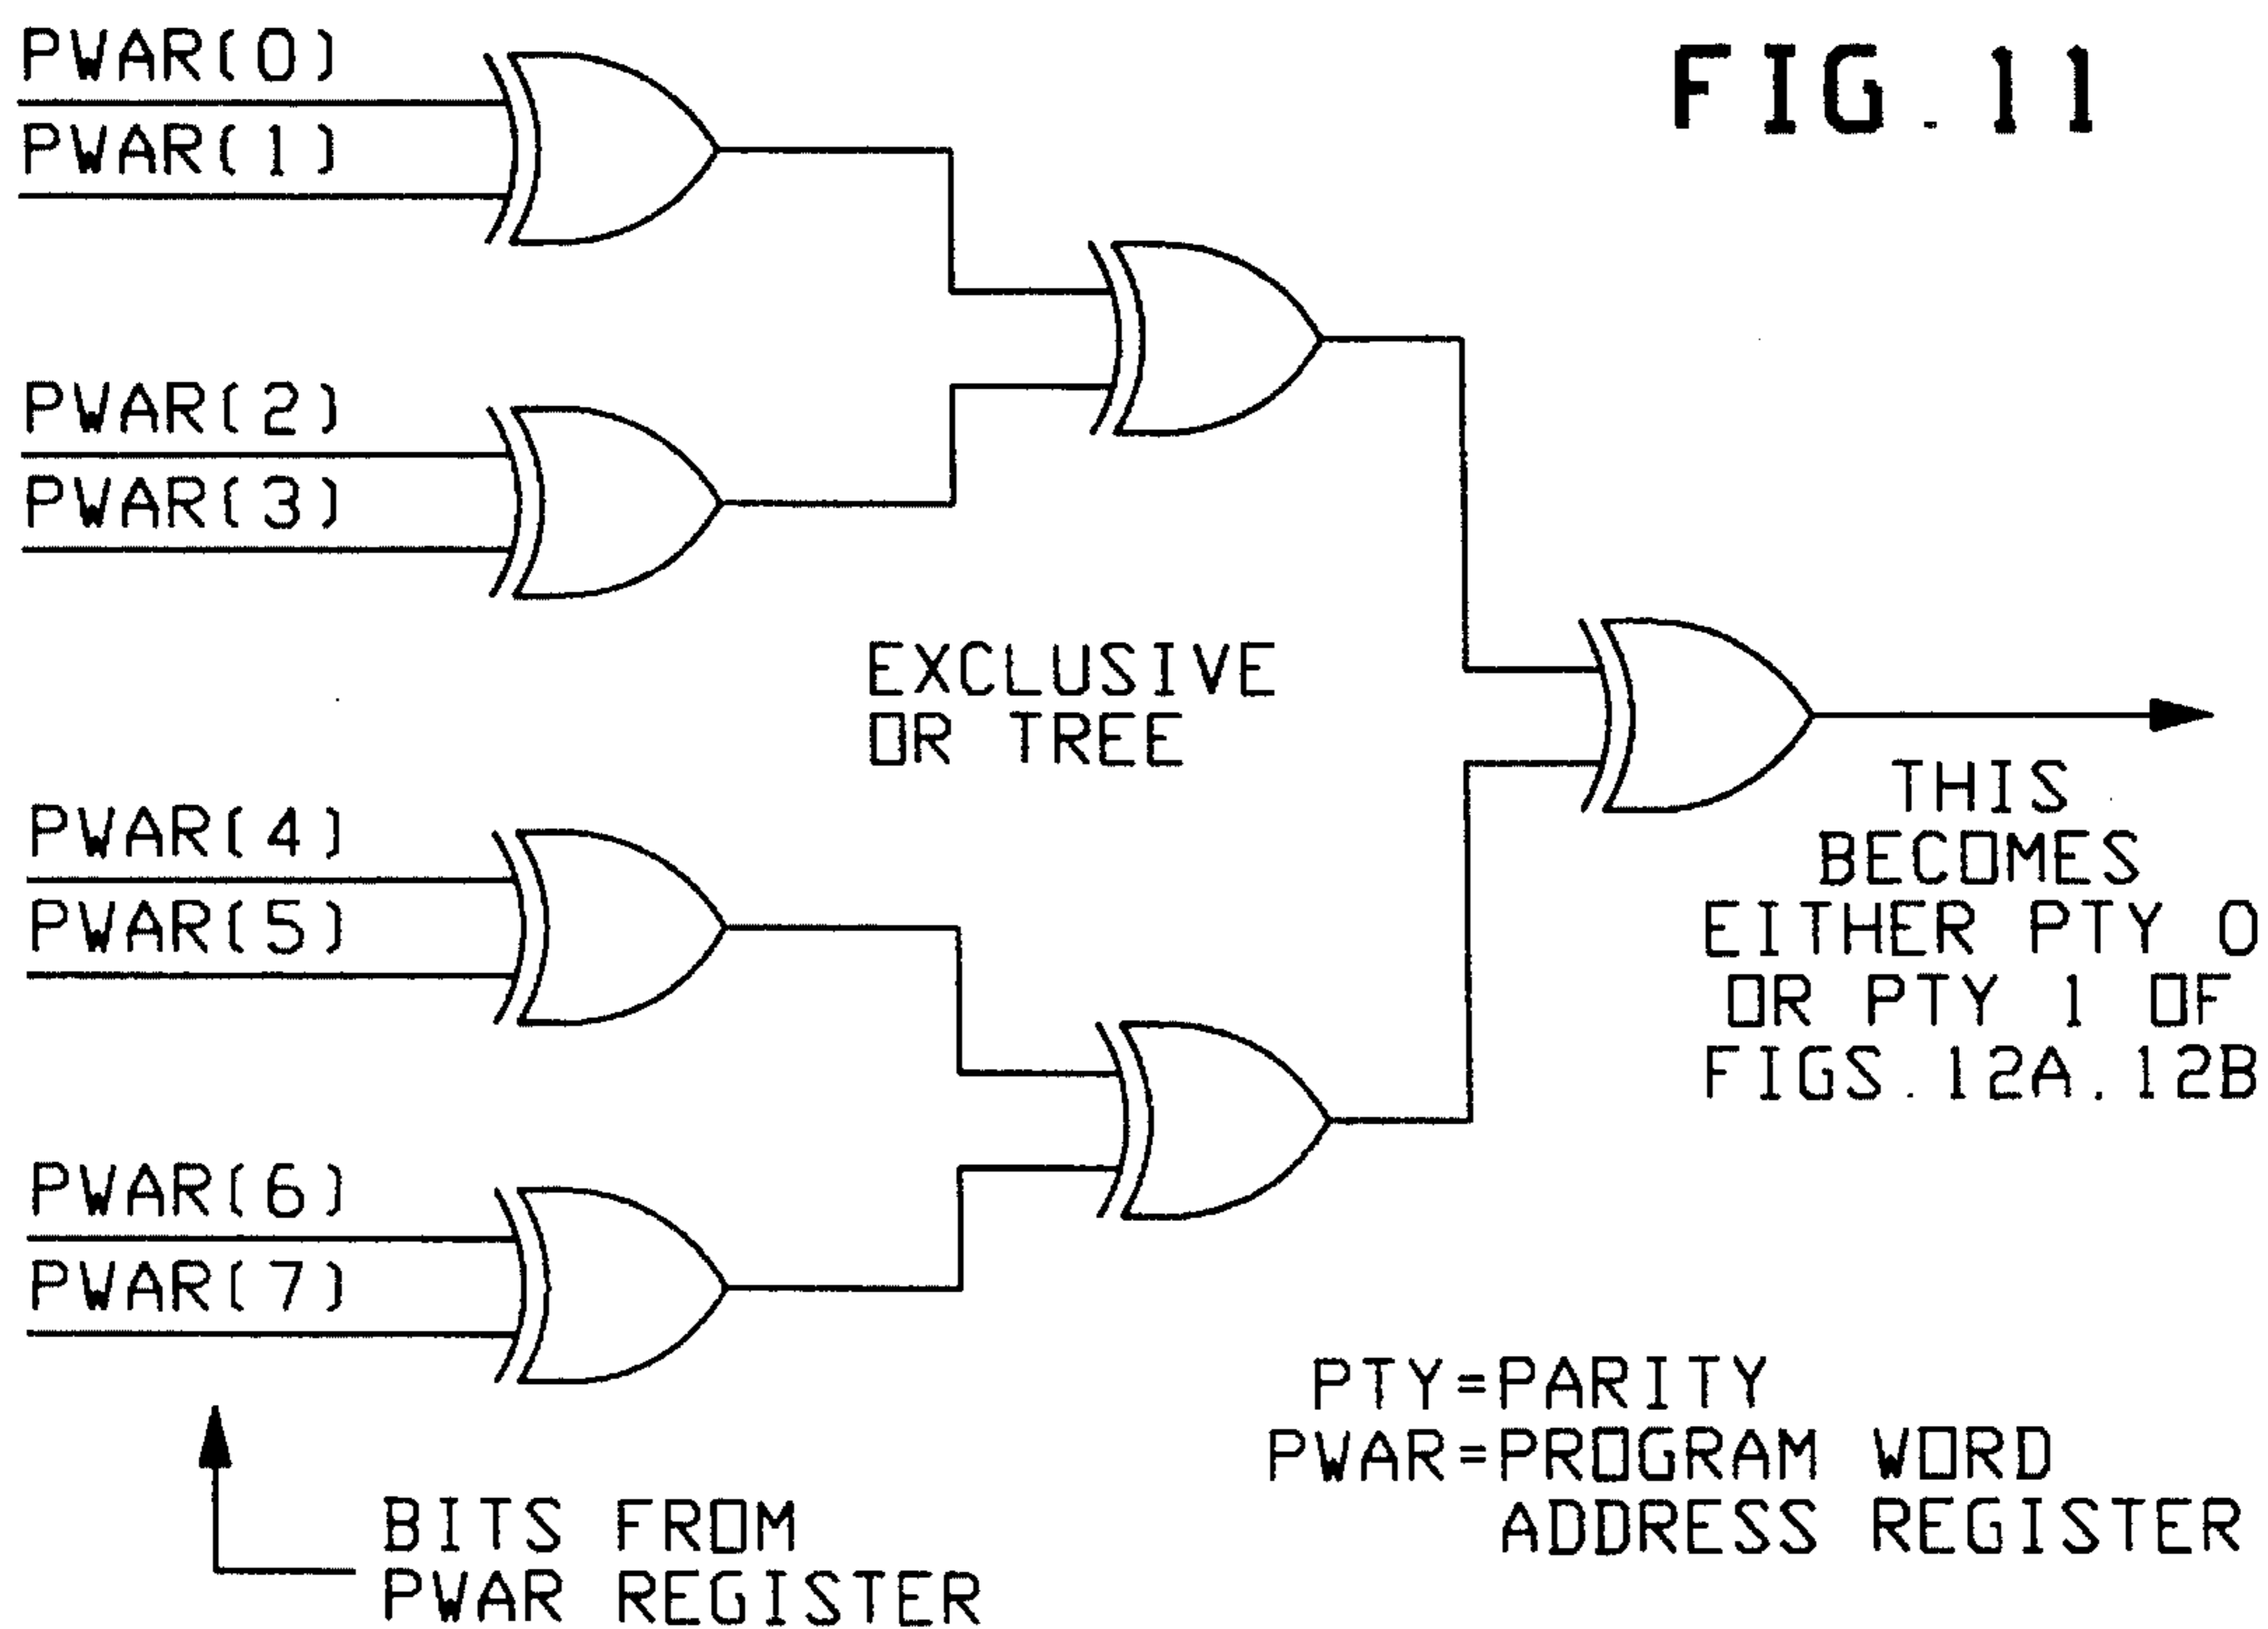 FIG.11
PWAR(0)
PWAR(1)
PWAR(2)
PWAR(3)
EXCLUSIVE
OR TREE
PWAR(4)
PWAR(5)
THIS
BECOMES
EITHER PTY 0
OR PTY 1 OF
FIGS.12A,12B
PWAR(6)
PWAR(7)
PTY=PARITY
PWAR=PROGRAM WORD
ADDRESS REGISTER
BITS FROM
PWAR REGISTER